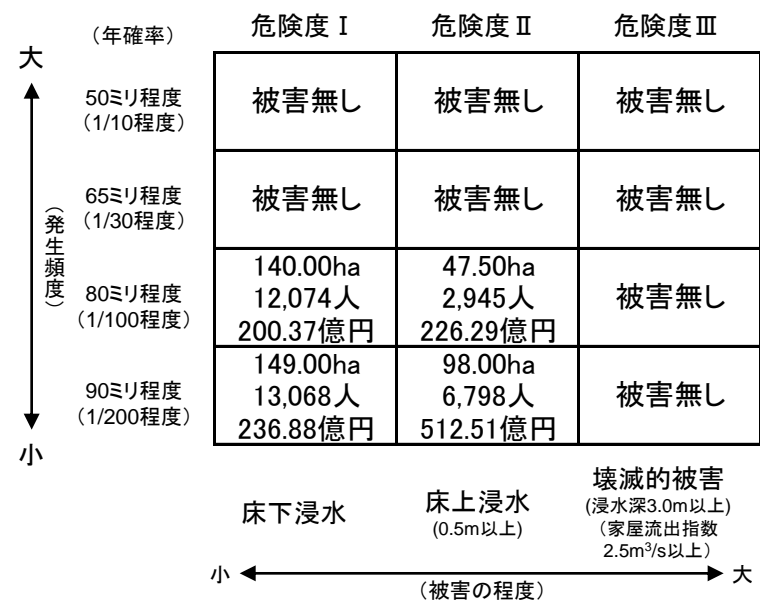 （年確率）
危険度Ⅰ
危険度Ⅱ
危険度Ⅲ
大
50ミリ程度
（1/10程度）
被害無し
被害無し
被害無し
65ミリ程度
（1/30程度）
被害無し
被害無し
被害無し
（発生頻度）
80ミリ程度
（1/100程度）
140.00ha
12,074人
200.37億円
47.50ha
2,945人
226.29億円
被害無し
90ミリ程度
（1/200程度）
149.00ha
13,068人
236.88億円
98.00ha
6,798人
512.51億円
被害無し
小
床下浸水
床上浸水
(0.5m以上)
壊滅的被害
(浸水深3.0m以上)
（家屋流出指数
2.5m³/s以上）
小
大
（被害の程度）